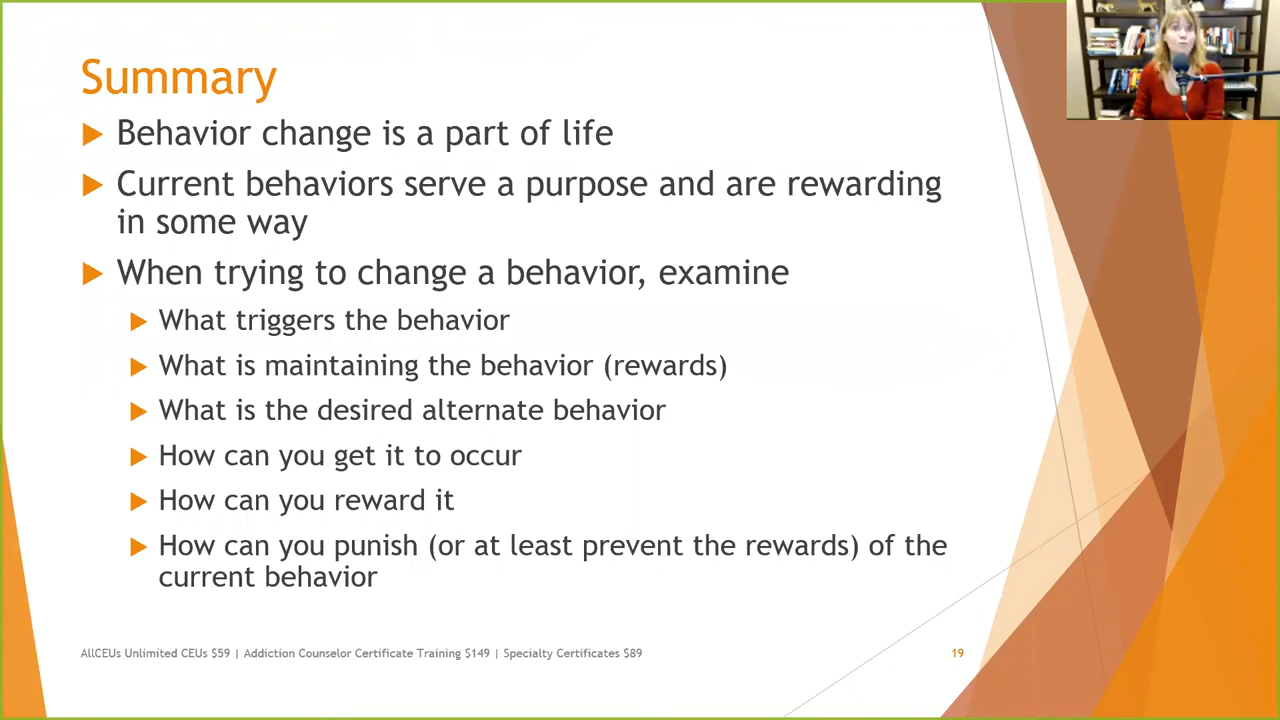 Summary
Behavior change is a part of life
Current behaviors serve a purpose and are rewarding
in some way
When trying to change a behavior, examine
What triggers the behavior
What is maintaining the behavior (rewards)
What is the desired alternate behavior
How can you get it to occur
How can you reward it
How can you punish (or at least prevent the rewards) of the
current behavior
AllCEUs Unlimited CEUs $59 | Addiction Counselor Certificate Training $149 | Specialty Certificates $89
19